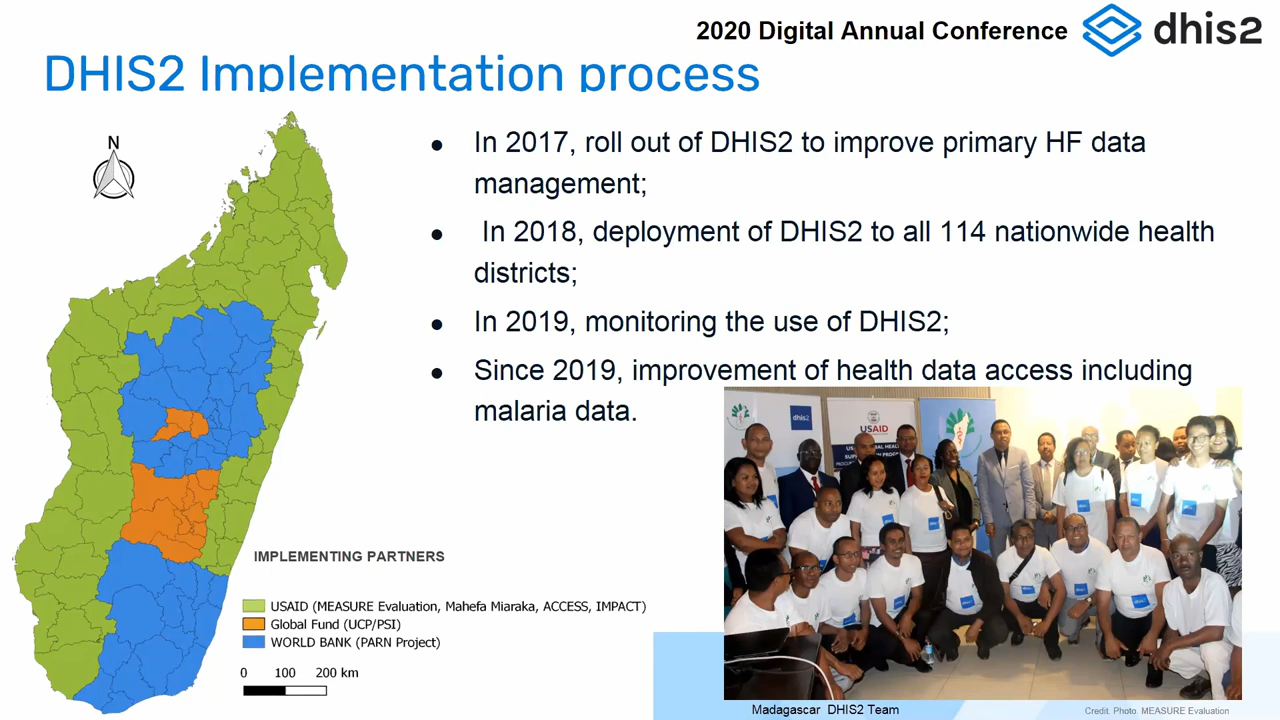 2020 Digital Annual Conference
dhis2
DHIS2 Implementation process
N
● In 2017, roll out of DHIS2 to improve primary HF data
management;
● In 2018, deployment of DHIS2 to all 114 nationwide health
districts;
● In 2019, monitoring the use of DHIS2;
● Since 2019, improvement of health data access including
malaria data.
IMPLEMENTING PARTNERS
USAID (MEASURE Evaluation, Mahefa Miaraka, ACCESS, IMPACT)
Global Fund (UCP/PSI)
WORLD BANK (PARN Project)
0 100 200 km
dhis2
USAID
Madagascar DHIS2 Team
Credit. Photo. MEASURE Evaluation